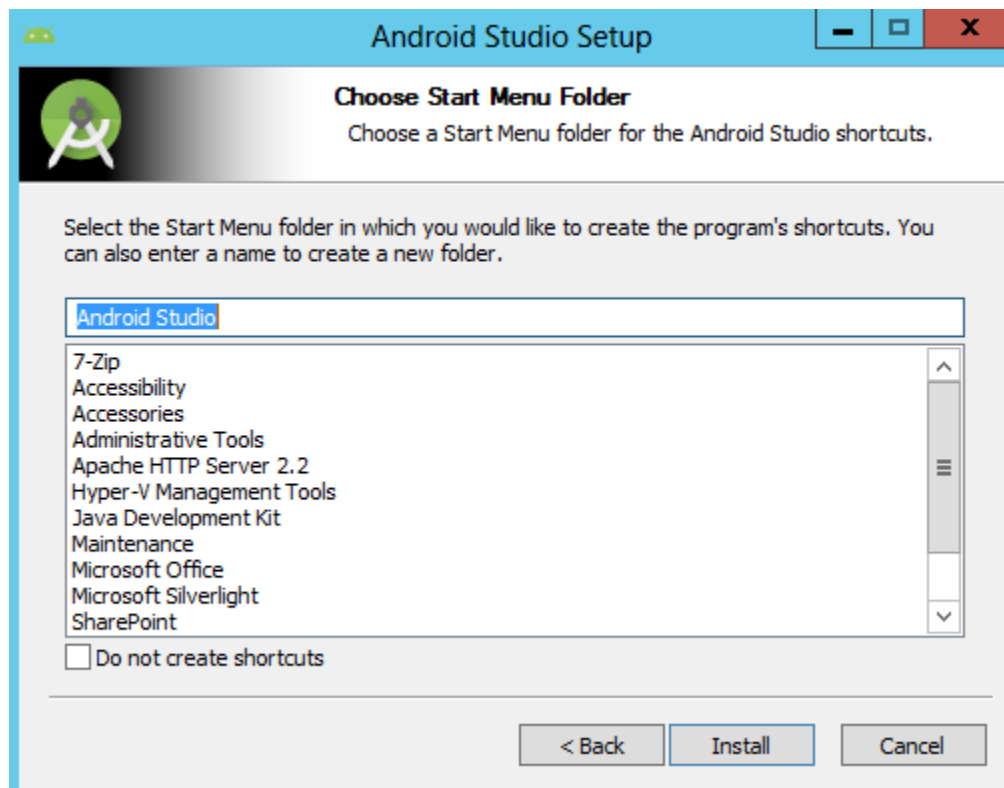 Android Studio Setup
Choose Start Menu Folder
Choose a Start Menu folder for the Android Studio shortcuts.
Select the Start Menu folder in which you would like to create the program's shortcuts. You
can also enter a name to create a new folder.
Android Studio
7-Zip
Accessibility
Accessories
Administrative Tools
Apache HTTP Server 2.2
Hyper-V Management Tools
Java Development Kit
Maintenance
Microsoft Office
Microsoft Silverlight
SharePoint
Do not create shortcuts
< Back Install Cancel